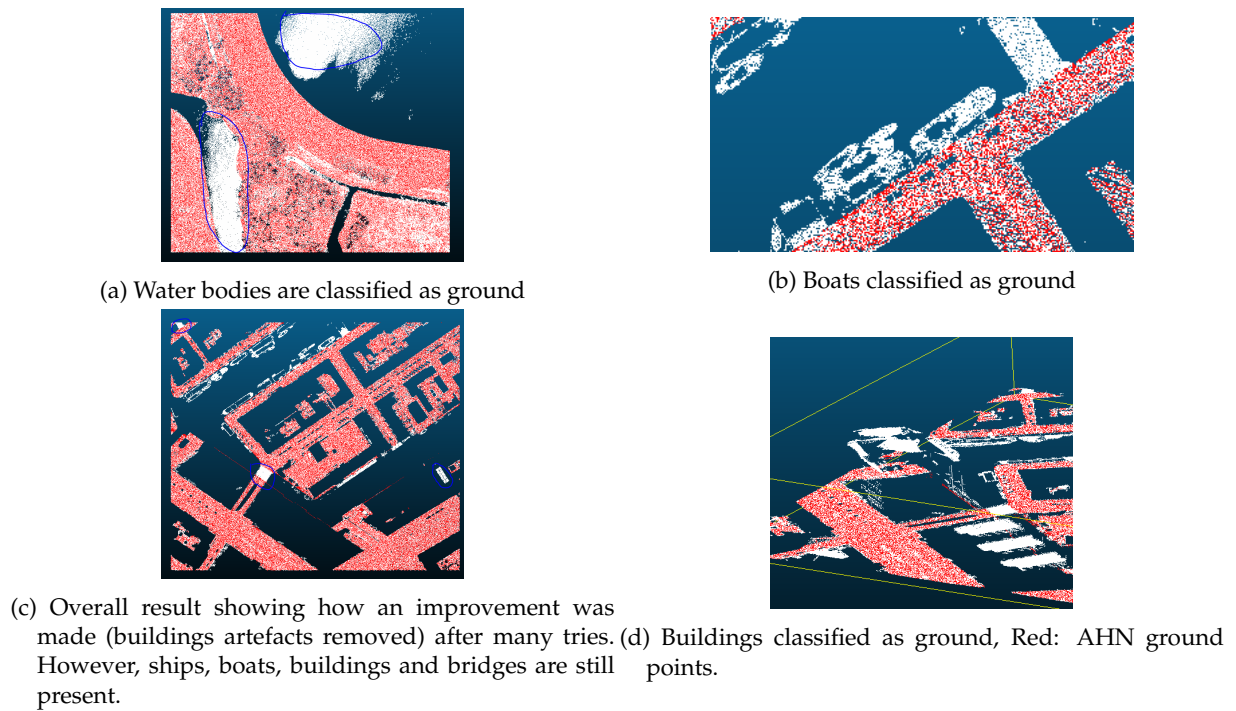 (a) Water bodies are classified as ground
(b) Boats classified as ground
(c) Overall result showing how an improvement was
made (buildings artefacts removed) after many tries.
However, ships, boats, buildings and bridges are still
present.
(d) Buildings classified as ground, Red: AHN ground
points.